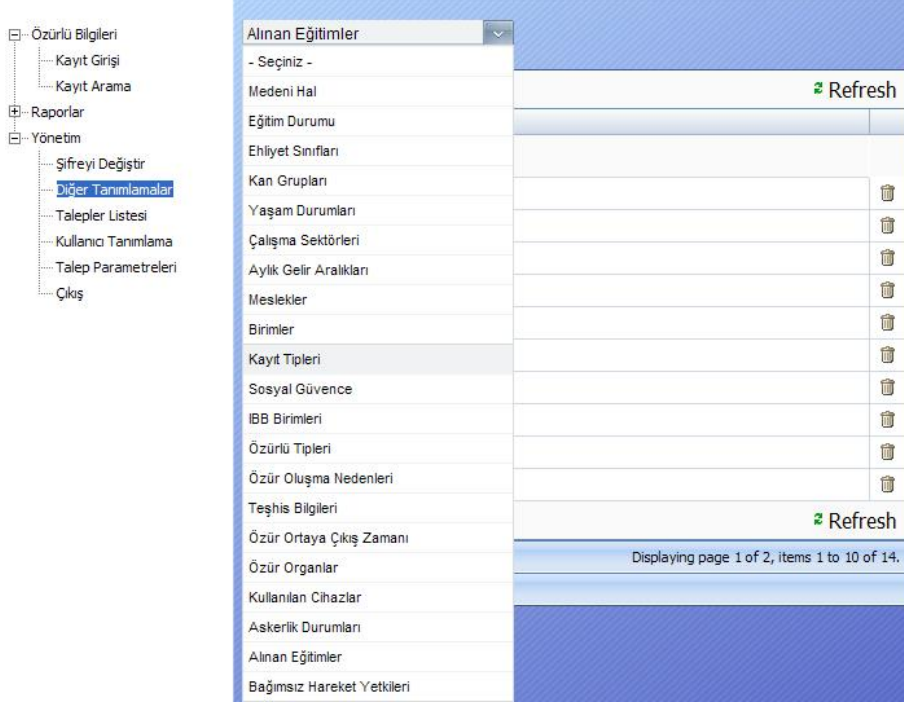 Özürlü Bilgileri
Kayıt Girişi
Kayıt Arama
Raporlar
Yönetim
Şifreyi Değiştir
Diğer Tanımlamalar
Talepler Listesi
Kullanıcı Tanımlama
Talep Parametreleri
Çıkış
Alınan Eğitimler
- Seçiniz -
Medeni Hal
Eğitim Durumu
Ehliyet Sınıfları
Kan Grupları
Yaşam Durumları
Çalışma Sektörleri
Aylık Gelir Aralıkları
Meslekler
Birimler
Kayıt Tipleri
Sosyal Güvence
IBB Birimleri
Özürlü Tipleri
Özür Oluşma Nedenleri
Teşhis Bilgileri
Özür Ortaya Çıkış Zamanı
Özür Organlar
Kullanılan Cihazlar
Askerlik Durumları
Alınan Eğitimler
Bağımsız Hareket Yetkileri
Refresh
Refresh
Displaying page 1 of 2, items 1 to 10 of 14.